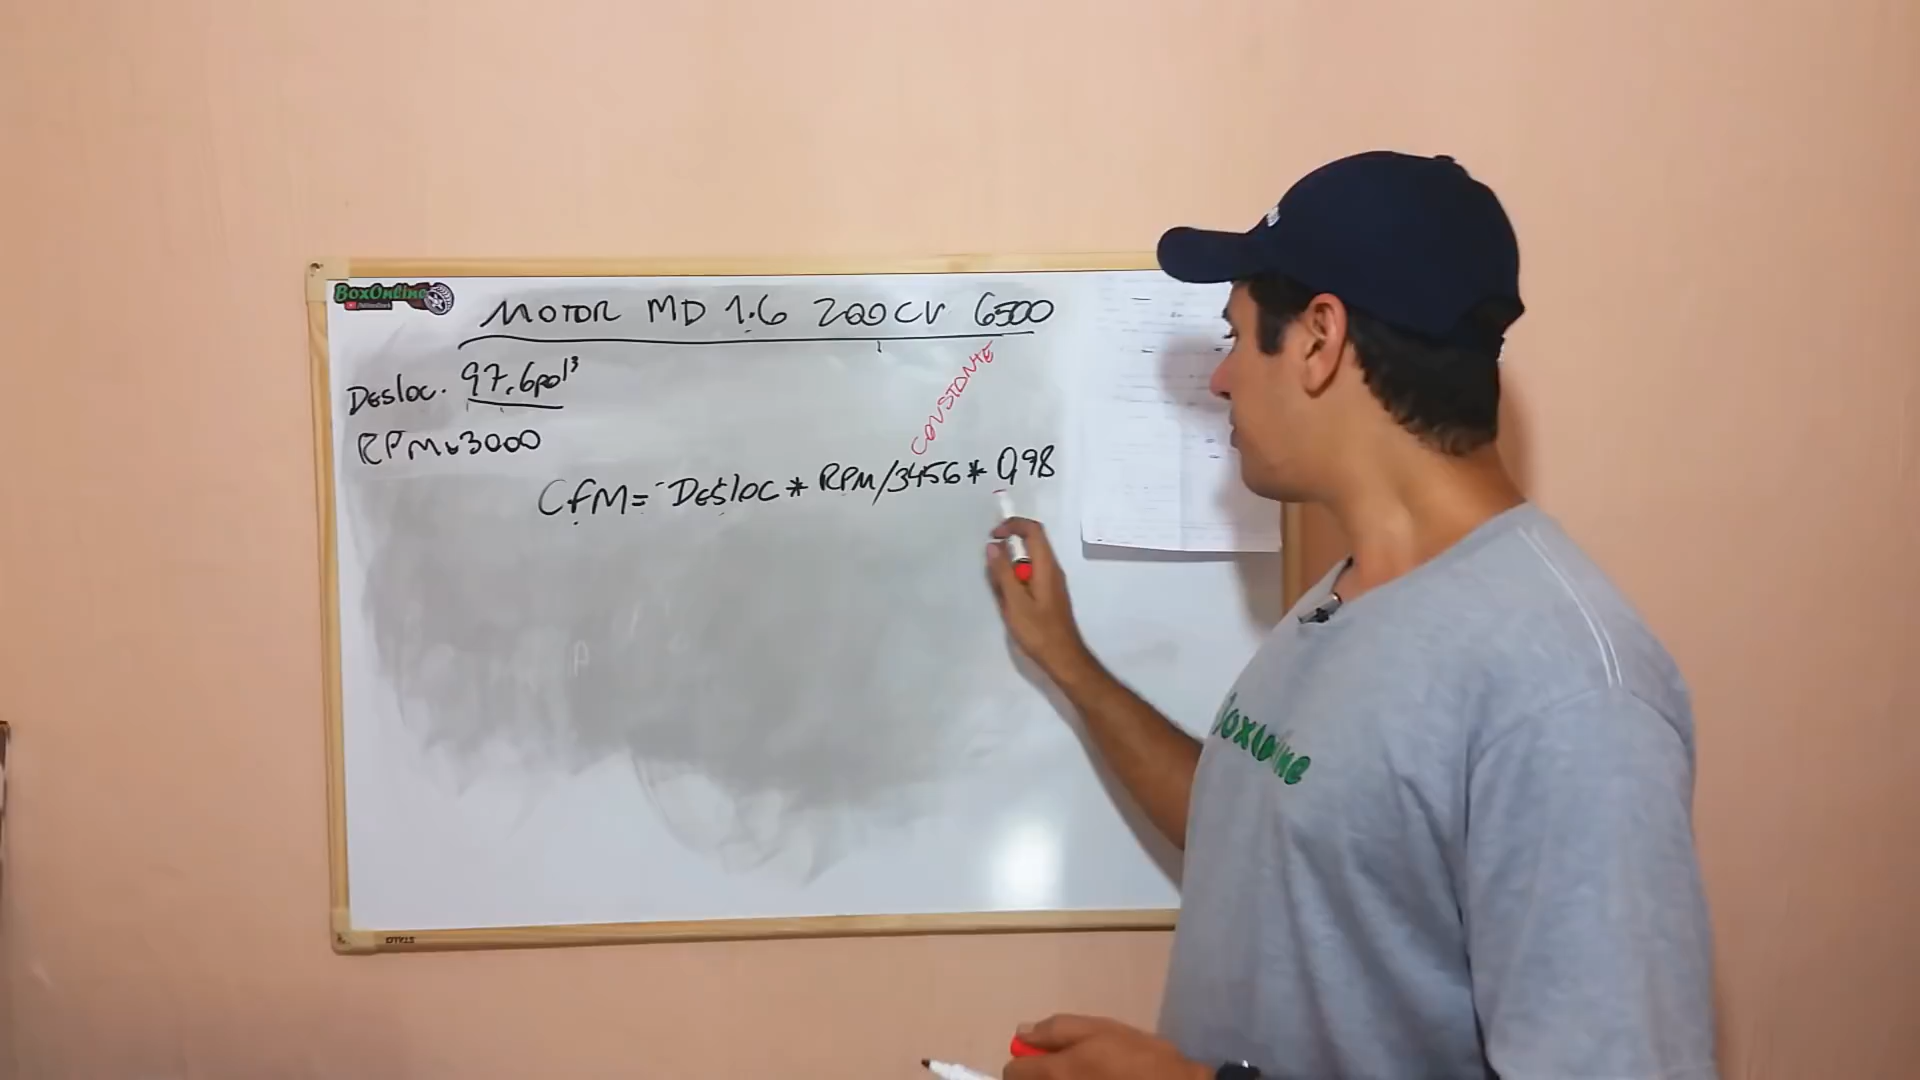 BoxOnline
MOTOR MD 1.6 200CV 6500
Desloc. 97,6pol³
RPM 3000
CONSTANTE
CFM = Desloc * RPM/3456 * 0,98
BoxOnline